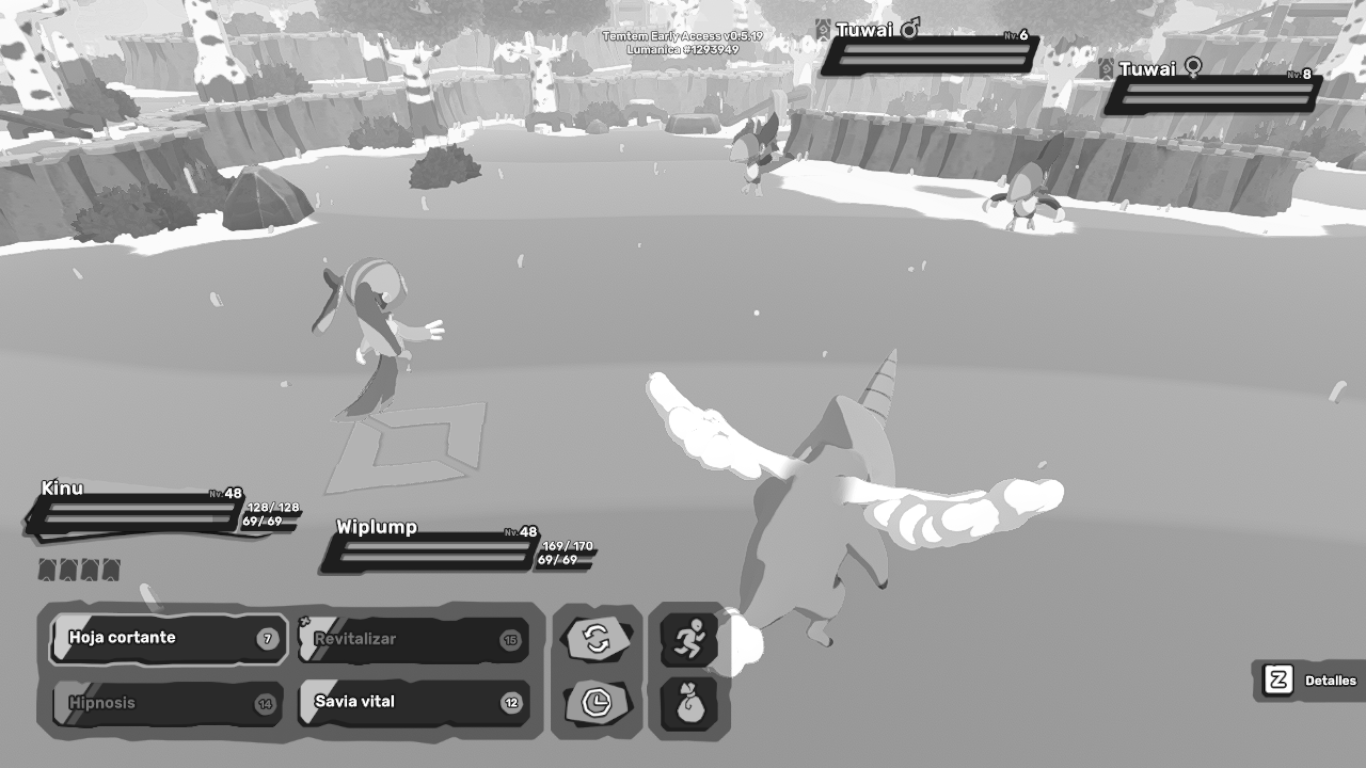 Temtem Early Access v0.5.19
Lumanica #1293949
Tuwai
Nv.6
Tuwai
Nv.8
Kinu
Nv.48
128/128
69/69
Wiplump
Nv.48
169/170
69/69
Hoja cortante 7
Revitalizar 15
Hipnosis 14
Savia vital 12
Z Detalles